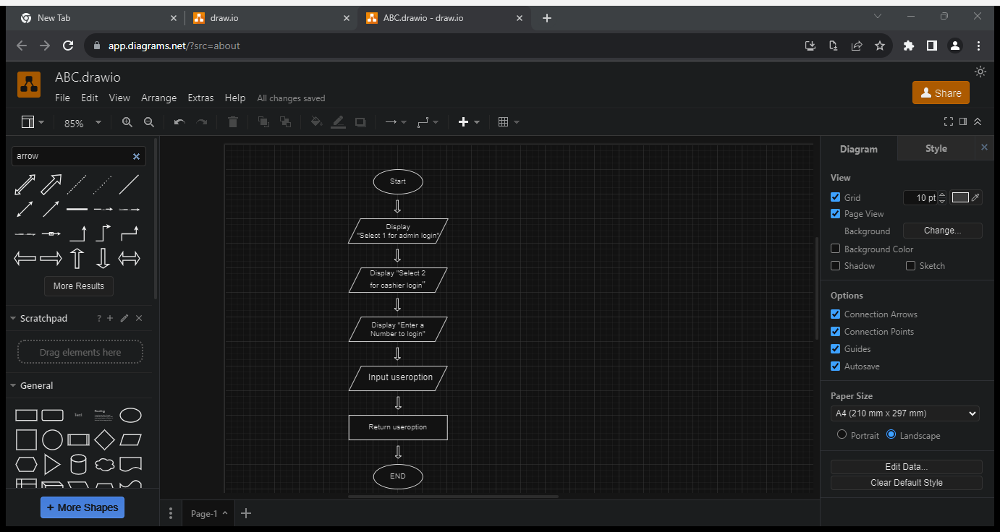 New Tab
draw.io
ABC.drawio - draw.io
app.diagrams.net/?src=about
ABC.drawio
File Edit View Arrange Extras Help All changes saved
Share
85%
arrow
More Results
Scratchpad
?
Drag elements here
General
Text
Heading
+ More Shapes
Start
Display
"Select 1 for admin login"
Display "Select 2
for cashier login"
Display "Enter a
Number to login"
Input useroption
Return useroption
END
Page-1
Diagram Style
View
Grid 10 pt
Page View
Background Change...
Background Color
Shadow Sketch
Options
Connection Arrows
Connection Points
Guides
Autosave
Paper Size
A4 (210 mm x 297 mm)
Portrait Landscape
Edit Data...
Clear Default Style